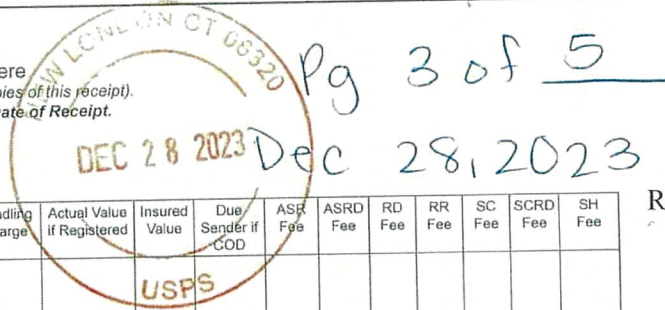 NEW LONDON CT 06320
ere
Pg 3 of 5
ies of this receipt).
ate of Receipt.
DEC 28 2023
Dec 28, 2023
dling
arge
Actual Value
if Registered
Insured
Value
Due
Sender if
COD
ASR
Fee
ASRD
Fee
RD
Fee
RR
Fee
SC
Fee
SCRD
Fee
SH
Fee
R
USPS